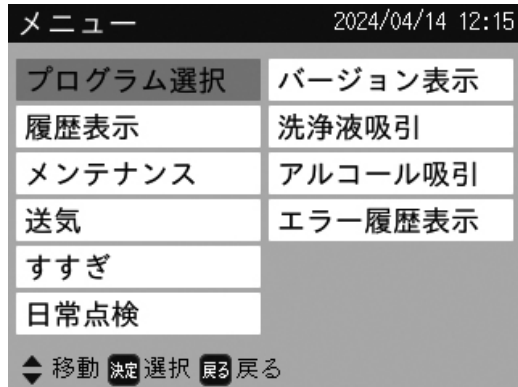 メニュー 2024/04/14 12:15
プログラム選択 バージョン表示
履歴表示 洗浄液吸引
メンテナンス アルコール吸引
送気 エラー履歴表示
すすぎ
日常点検
移動 決定 選択 戻る 戻る